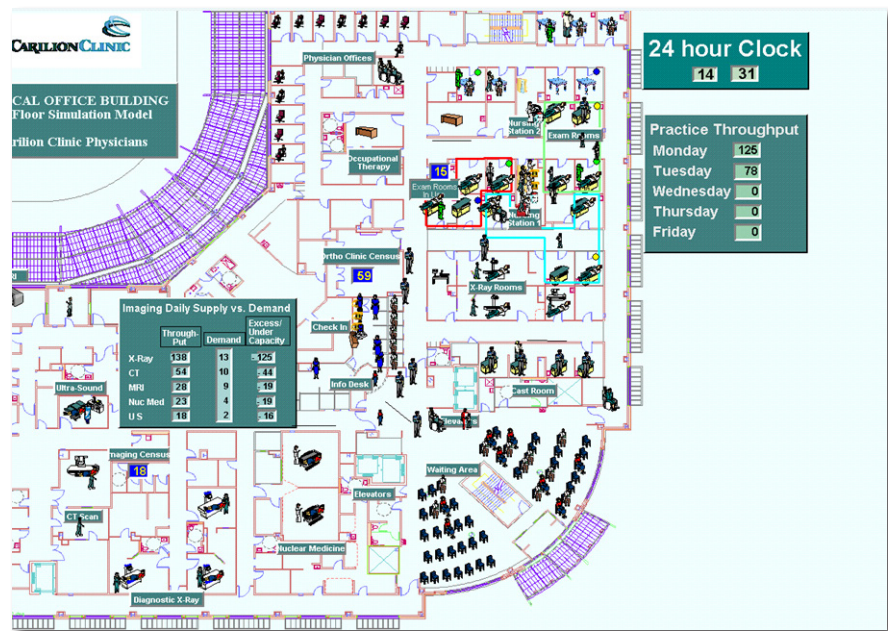 CARILION CLINIC
CAL OFFICE BUILDING
Floor Simulation Model
rilion Clinic Physicians
Physician Offices
24 hour Clock
14 31
Nursing
Station 2
Exam Rooms
Practice Throughput
Monday 125
Tuesday 78
Wednesday 0
Thursday 0
Friday 0
Occupational
Therapy
15
Exam Rooms
In Us
Nursing
Station 1
Ortho Clinic Census
59
X-Ray Rooms
Imaging Daily Supply vs. Demand
Through-
Put
Demand
Excess/
Under
Capacity
X-Ray 138 13 -125
CT 54 10 -44
MRI 28 9 -19
Nuc Med 23 4 -19
U S 18 2 -16
Check In
Info Desk
Ultra-Sound
Cast Room
Elevators
Waiting Area
maging Census
18
Elevators
CT Scan
Nuclear Medicine
Diagnostic X-Ray